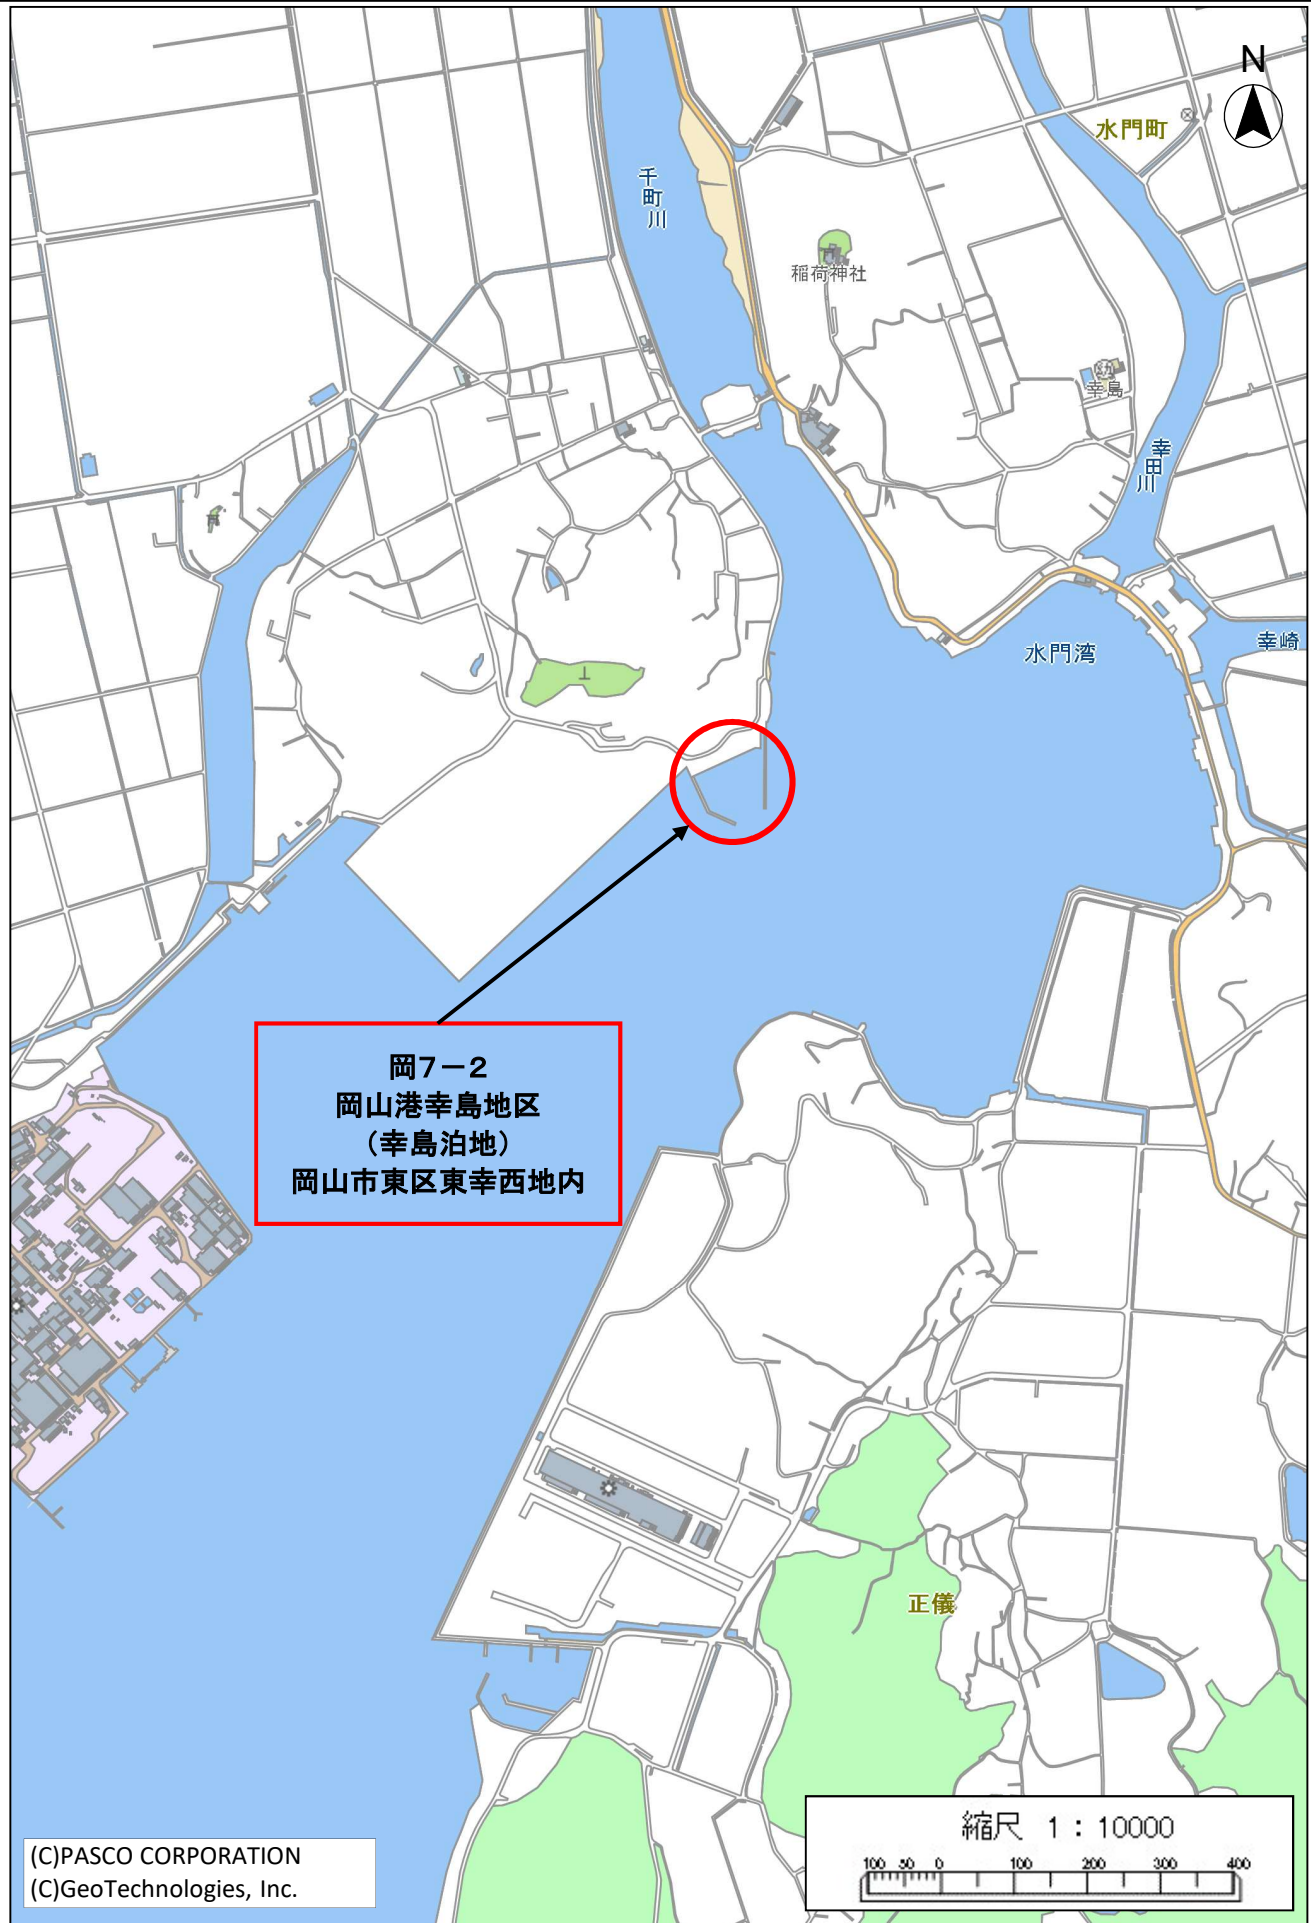 N
水門町
千町川
稲荷神社
幸島
幸田川
幸崎
水門湾
岡7－2
岡山港幸島地区
（幸島泊地）
岡山市東区東幸西地内
正儀
縮尺 1：10000
100 50 0 100 200 300 400
(C)PASCO CORPORATION
(C)GeoTechnologies, Inc.